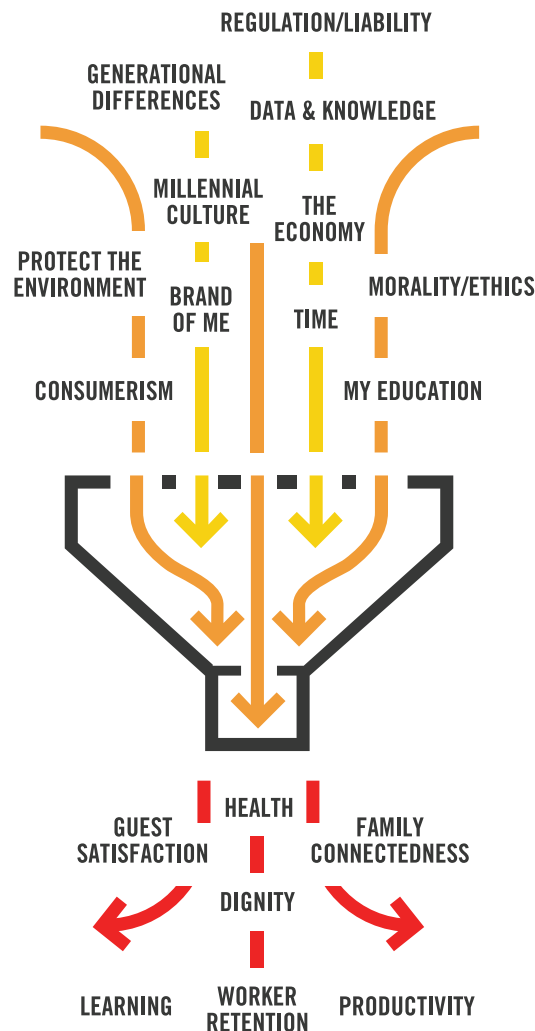 REGULATION/LIABILITY
GENERATIONAL
DIFFERENCES
DATA & KNOWLEDGE
MILLENNIAL
CULTURE
THE
ECONOMY
PROTECT THE
ENVIRONMENT
BRAND
OF ME
TIME
MORALITY/ETHICS
CONSUMERISM
MY EDUCATION
HEALTH
GUEST
SATISFACTION
FAMILY
CONNECTEDNESS
DIGNITY
LEARNING
WORKER
RETENTION
PRODUCTIVITY